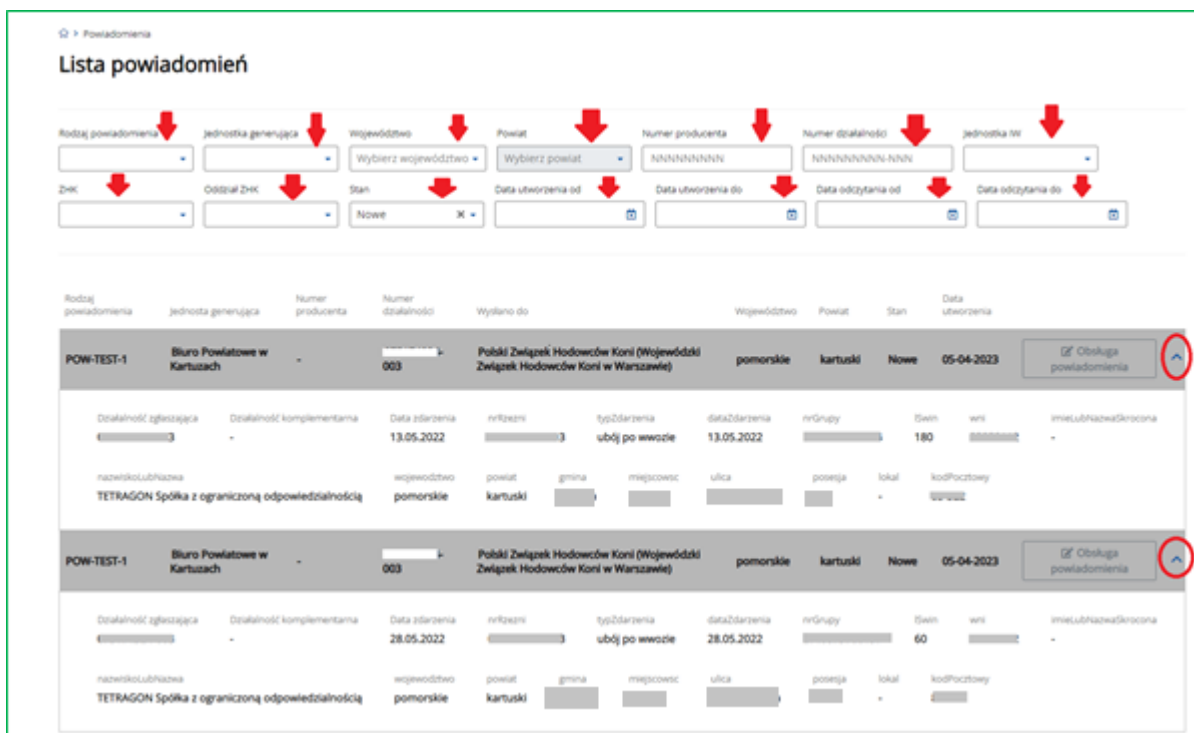 Powiadomienia
Lista powiadomień
Rodzaj powiadomienia Jednostka generująca Województwo Powiat Numer producenta Numer działalności Jednostka IW
Wybierz województwo Wybierz powiat NNNNNNNNN NNNNNNNNN-NNN
ZHK Oddział ZHK Stan Data utworzenia od Data utworzenia do Data odczytania od Data odczytania do
Nowe
Rodzaj Numer Numer Data
powiadomienia Jednosta generująca producenta działalności Wysłano do Województwo Powiat Stan utworzenia
POW-TEST-1 Biuro Powiatowe w - Polski Związek Hodowców Koni (Wojewódzki pomorskie kartuski Nowe 05-04-2023 Obsługa
Kartuzach 003 Związek Hodowców Koni w Warszawie) powiadomienia
Działalność zgłaszająca Działalność komplementarna Data zdarzenia nrRzezni typZdarzenia dataZdarzenia nrGrupy lSwin wni imieLubNazwaSkrocona
3 - 13.05.2022 3 ubój po wwozie 13.05.2022 180 -
nazwiskoLubNazwa wojewodztwo powiat gmina miejscowosc ulica posesja lokal kodPocztowy
TETRAGON Spółka z ograniczoną odpowiedzialnością pomorskie kartuski -
POW-TEST-1 Biuro Powiatowe w - Polski Związek Hodowców Koni (Wojewódzki pomorskie kartuski Nowe 05-04-2023 Obsługa
Kartuzach 003 Związek Hodowców Koni w Warszawie) powiadomienia
Działalność zgłaszająca Działalność komplementarna Data zdarzenia nrRzezni typZdarzenia dataZdarzenia nrGrupy lSwin wni imieLubNazwaSkrocona
- 28.05.2022 3 ubój po wwozie 28.05.2022 60 -
nazwiskoLubNazwa wojewodztwo powiat gmina miejscowosc ulica posesja lokal kodPocztowy
TETRAGON Spółka z ograniczoną odpowiedzialnością pomorskie kartuski -